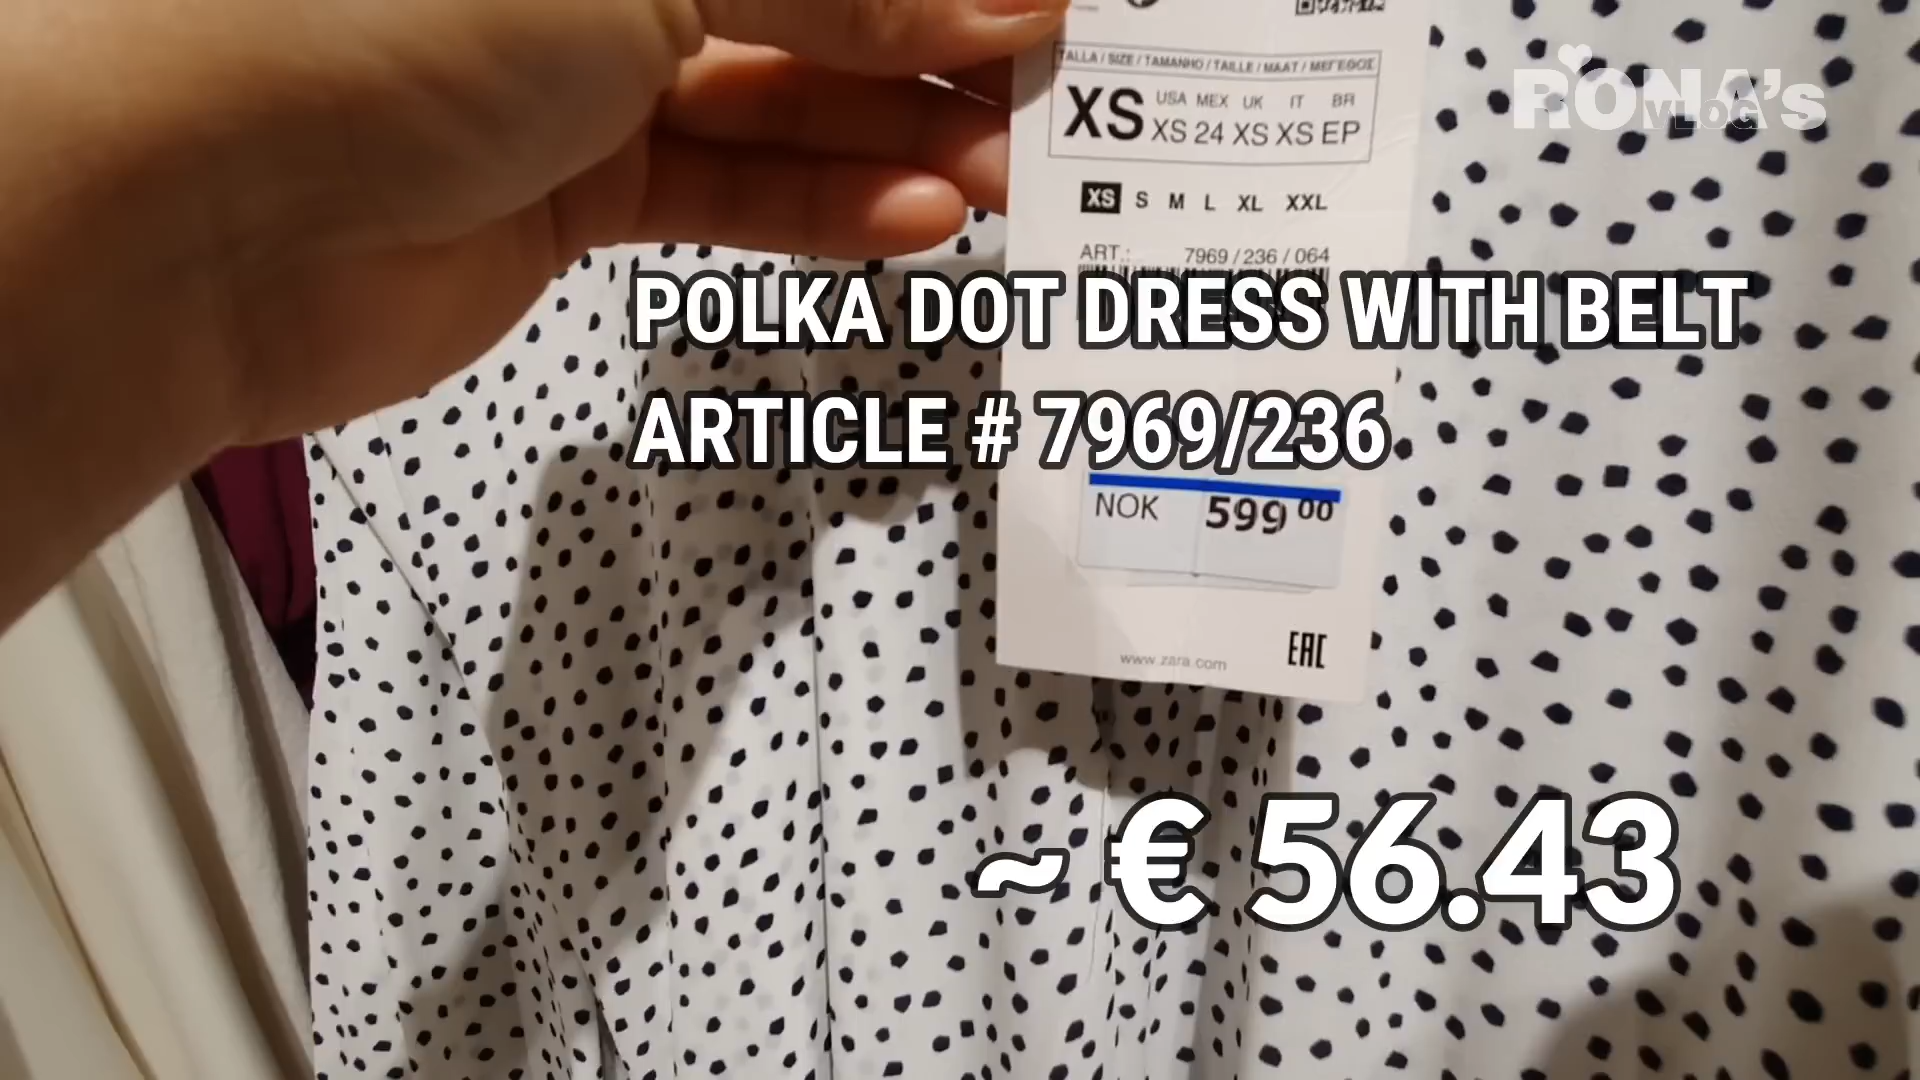 TALLA / SIZE / TAMANHO / TAILLE / MAAT / ΜΕΓΕΘΟΣ
USA MEX UK IT BR
XS XS 24 XS XS EP
XS S M L XL XXL
ART.: 7969 / 236 / 064
POLKA DOT DRESS WITH BELT
ARTICLE # 7969/236
NOK 599 00
www.zara.com
EAC
~ € 56.43
RONA's
VLOG